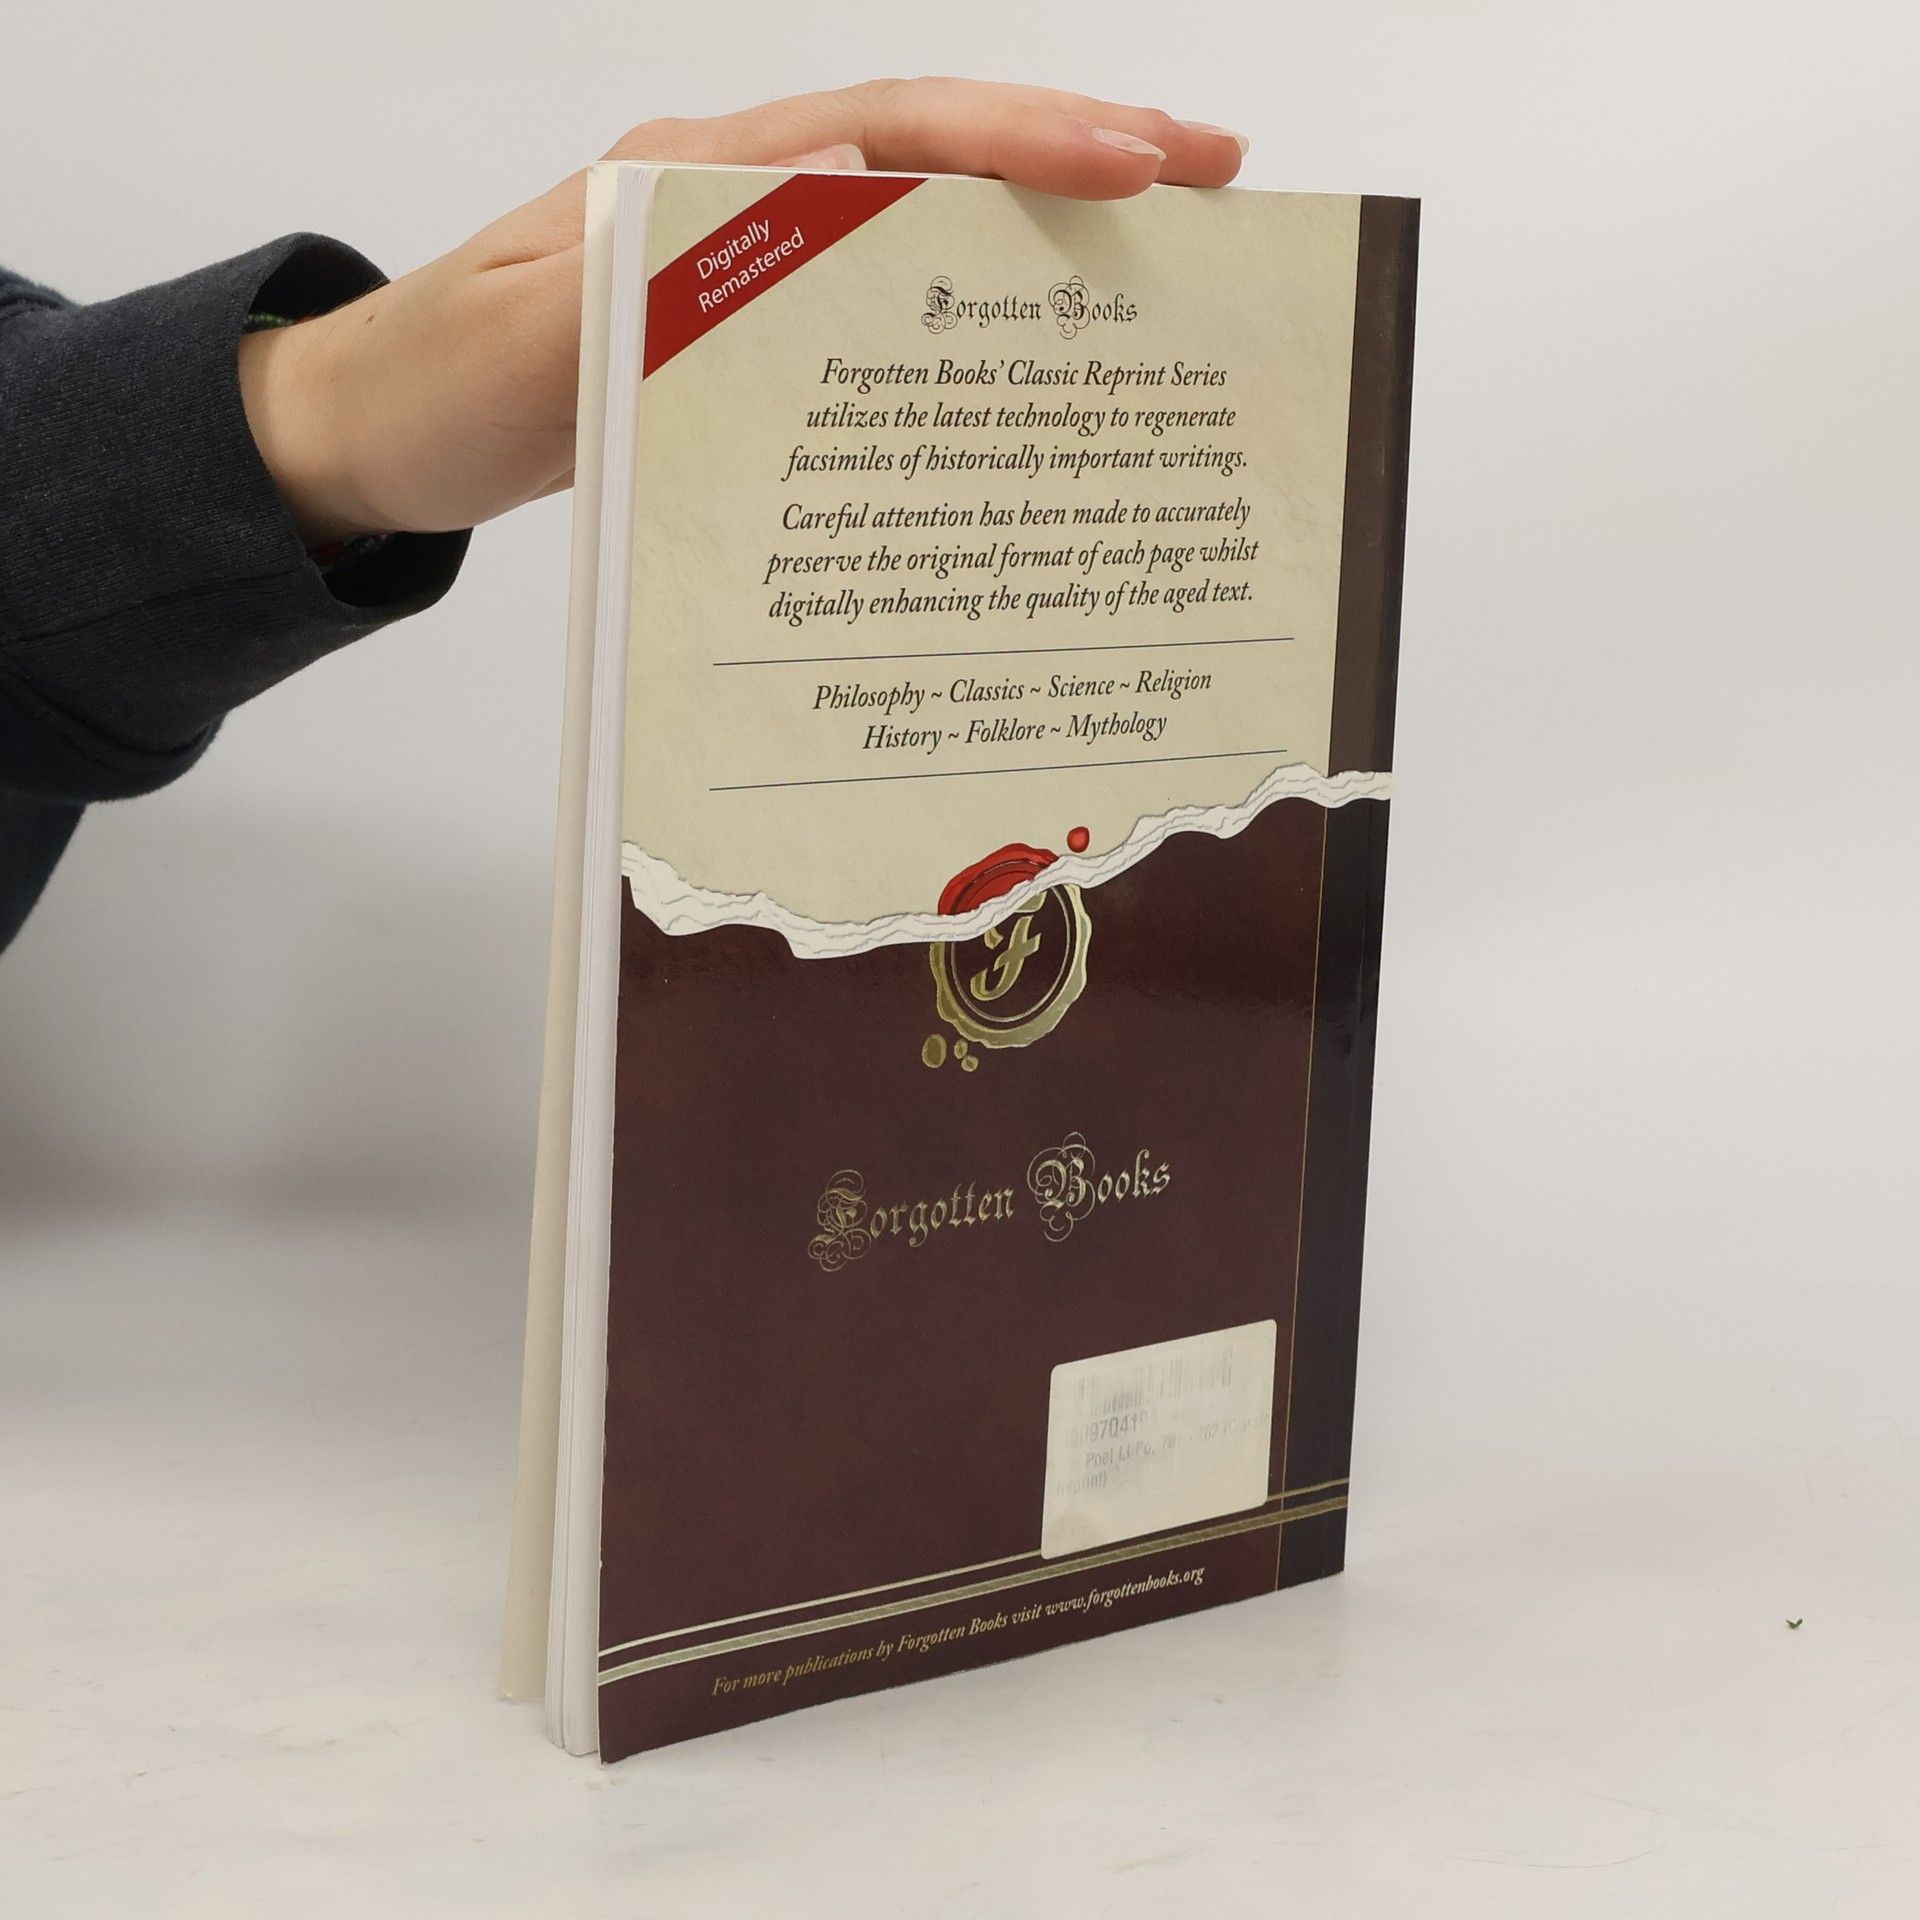 Digitally
Remastered
Forgotten Books
Forgotten Books' Classic Reprint Series
utilizes the latest technology to regenerate
facsimiles of historically important writings.
Careful attention has been made to accurately
preserve the original format of each page whilst
digitally enhancing the quality of the aged text.
Philosophy ~ Classics ~ Science ~ Religion
History ~ Folklore ~ Mythology
F
Forgotten Books
Poet Li Po,
For more publications by Forgotten Books visit www.forgottenbooks.org